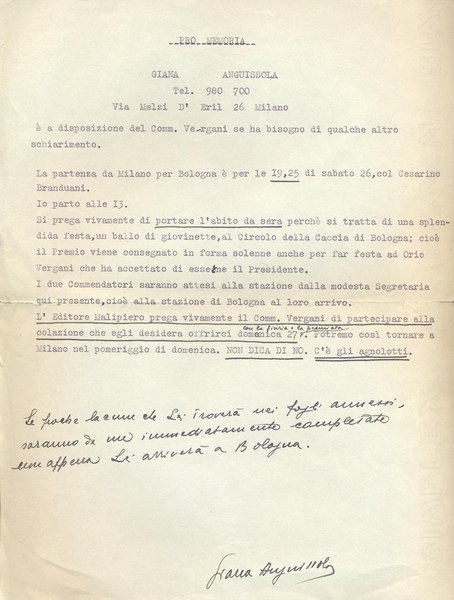 PRO MEMORIA
GIANA ANGUISSOLA
Tel. 980 700
Via Melzi D' Eril 26 Milano
è a disposizione del Comm. Vergani se ha bisogno di qualche altro
schiarimento.
La partenza da Milano per Bologna è per le I9,25 di sabato 26,col Cesarino
Branduani.
Io parto alle I3.
Si prega vivamente di portare l'abito da sera perchè si tratta di una splen-
dida festa,un ballo di giovinette,al Circolo della Caccia di Bologna; cioè
il Premio viene consegnato in forma solenne anche per far festa ad Orio
Vergani che ha accettato di esserne il Presidente.
I due Commendatori saranno attesi alla stazione dalla modesta Segretaria
qui presente,cioè alla stazione di Bologna al loro arrivo.
L' Editore Malipiero prega vivamente il Comm. Vergani di partecipare alla
con la giuria e la premiata
colazione che egli desidera offrirci domenica 27. Potremo così tornare a
Milano nel pomeriggio di domenica. NON DICA DI NO. C'è gli agnolotti.
Le poche lacune che Lei troverà nei fogli annessi,
saranno da me immediatamente completate
non appena Lei arriverà a Bologna.
Giana Anguissola